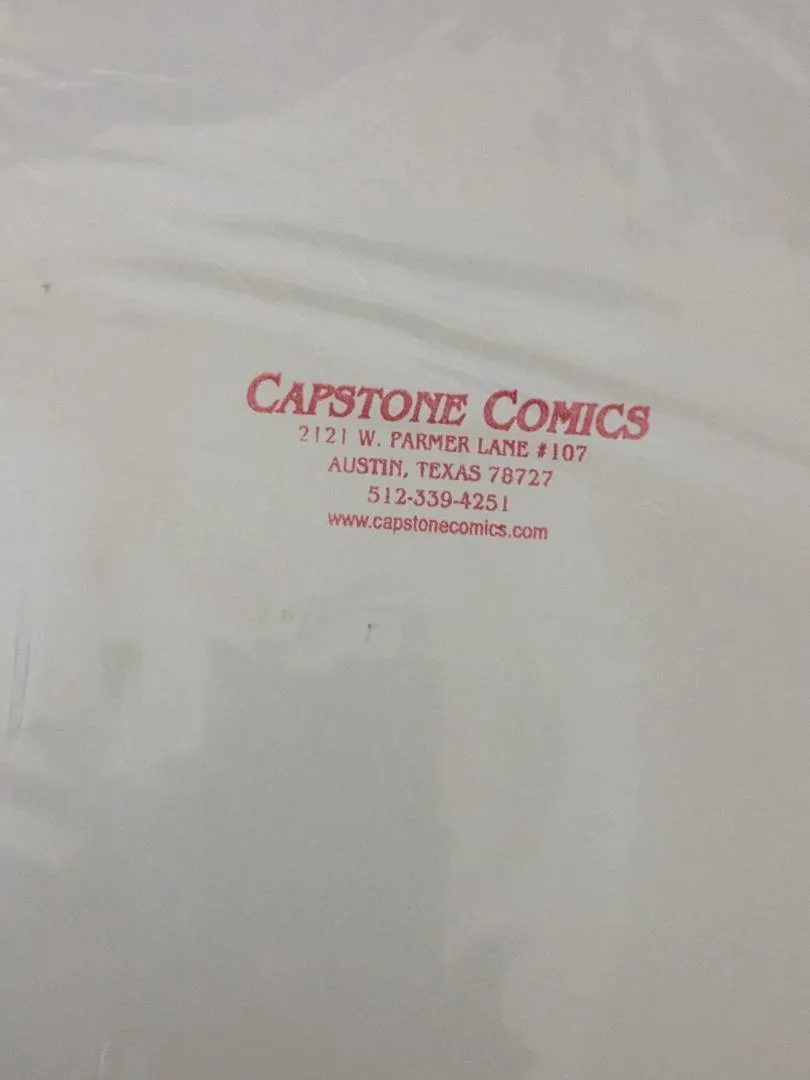 CAPSTONE COMICS
2121 W. PARMER LANE #107
AUSTIN, TEXAS 78727
512-339-4251
www.capstonecomics.com